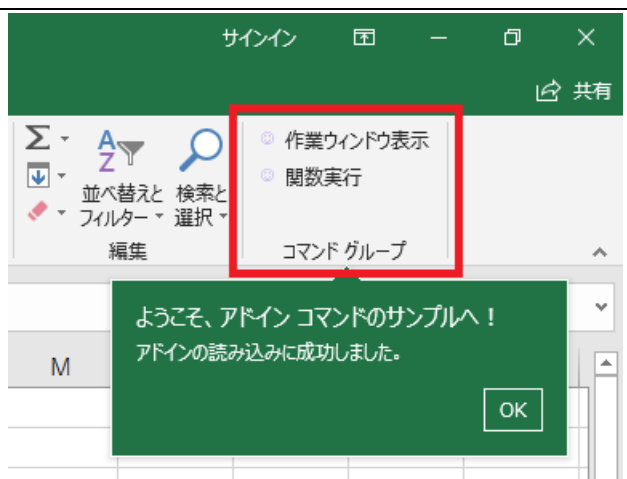 サインイン
共有
作業ウィンドウ表示
関数実行
並べ替えと
フィルター
検索と
選択
編集
コマンド グループ
ようこそ、アドイン コマンドのサンプルへ！
アドインの読み込みに成功しました。
OK
M